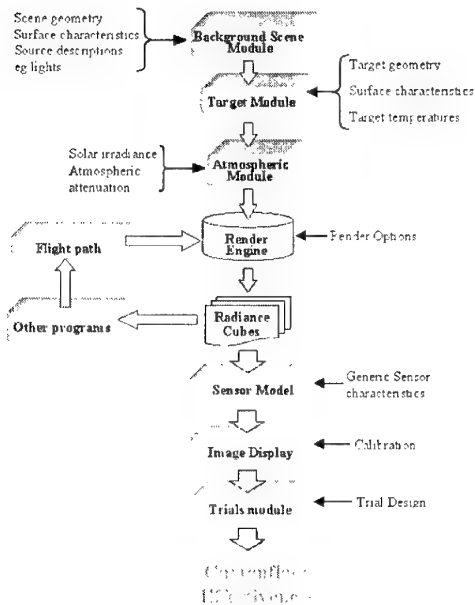 Scene geometry
Surface characteristics
Source descriptions
eg lights
Background Scene
Module
Target geometry
Surface characteristics
Target temperatures
Target Module
Solar irradiance
Atmospheric
attenuation
Atmospheric
Module
Flight path
Render
Engine
Render Options
Other programs
Radiance
Cubes
Sensor Model
Generic Sensor
characteristics
Image Display
Calibration
Trials module
Trial Design